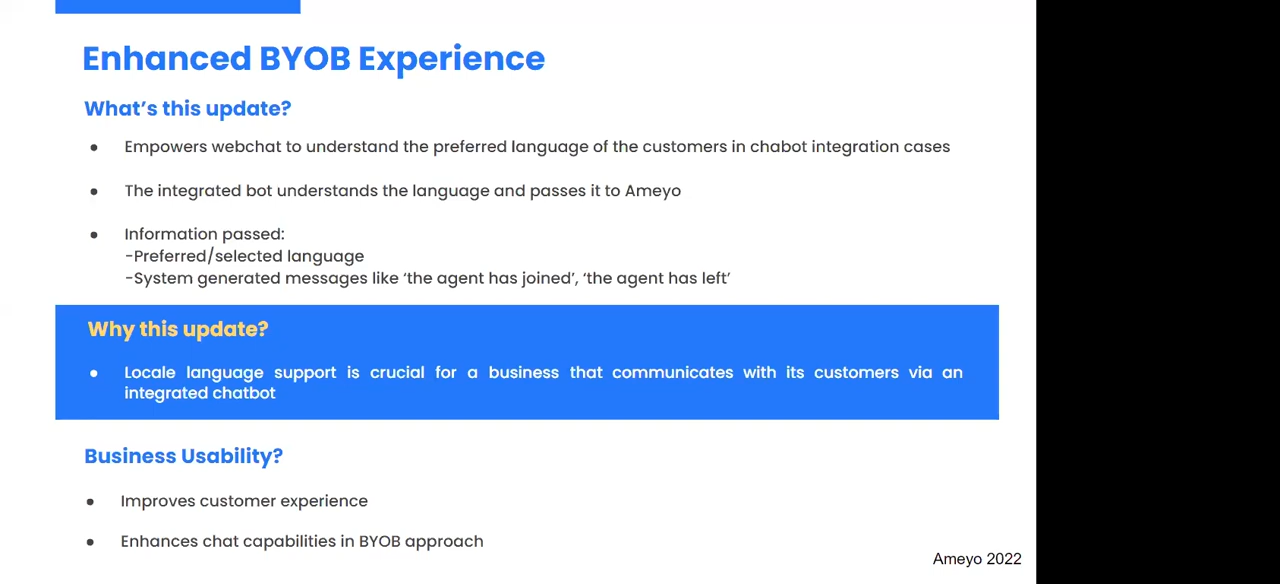 Enhanced BYOB Experience
What's this update?
● Empowers webchat to understand the preferred language of the customers in chabot integration cases
● The integrated bot understands the language and passes it to Ameyo
● Information passed:
-Preferred/selected language
-System generated messages like ‘the agent has joined’, ‘the agent has left’
Why this update?
● Locale language support is crucial for a business that communicates with its customers via an
integrated chatbot
Business Usability?
● Improves customer experience
● Enhances chat capabilities in BYOB approach
Ameyo 2022